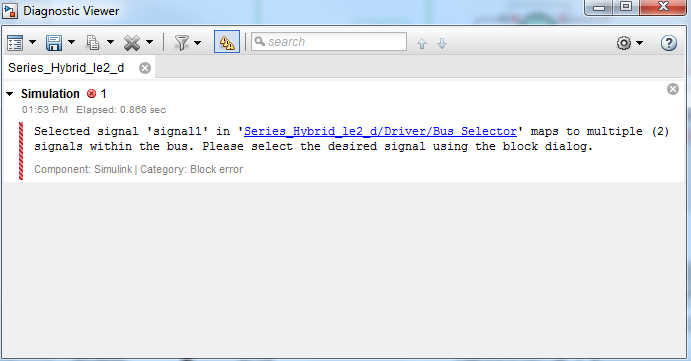 Diagnostic Viewer
search
Series_Hybrid_le2_d
Simulation 1
01:53 PM Elapsed: 0.868 sec
Selected signal 'signal1' in 'Series_Hybrid_le2_d/Driver/Bus Selector' maps to multiple (2)
signals within the bus. Please select the desired signal using the block dialog.
Component: Simulink | Category: Block error